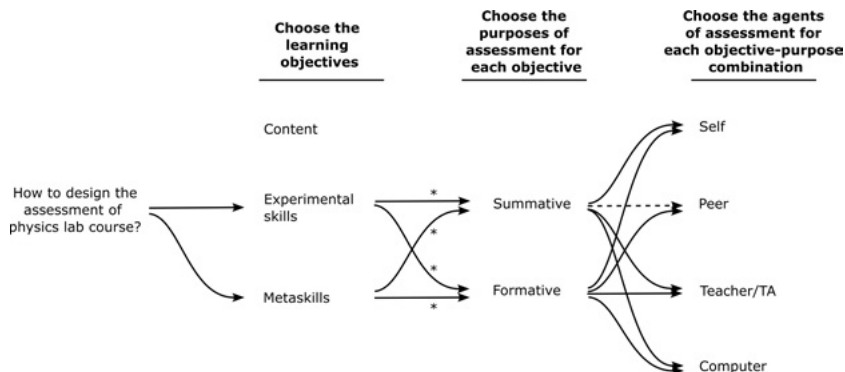 Choose the
learning
objectives
Choose the
purposes of
assessment for
each objective
Choose the agents
of assessment for
each objective-purpose
combination
Content
Self
How to design the
assessment of
physics lab course?
Experimental
skills
*
Summative
Peer
*
*
Metaskills
*
Formative
Teacher/TA
Computer